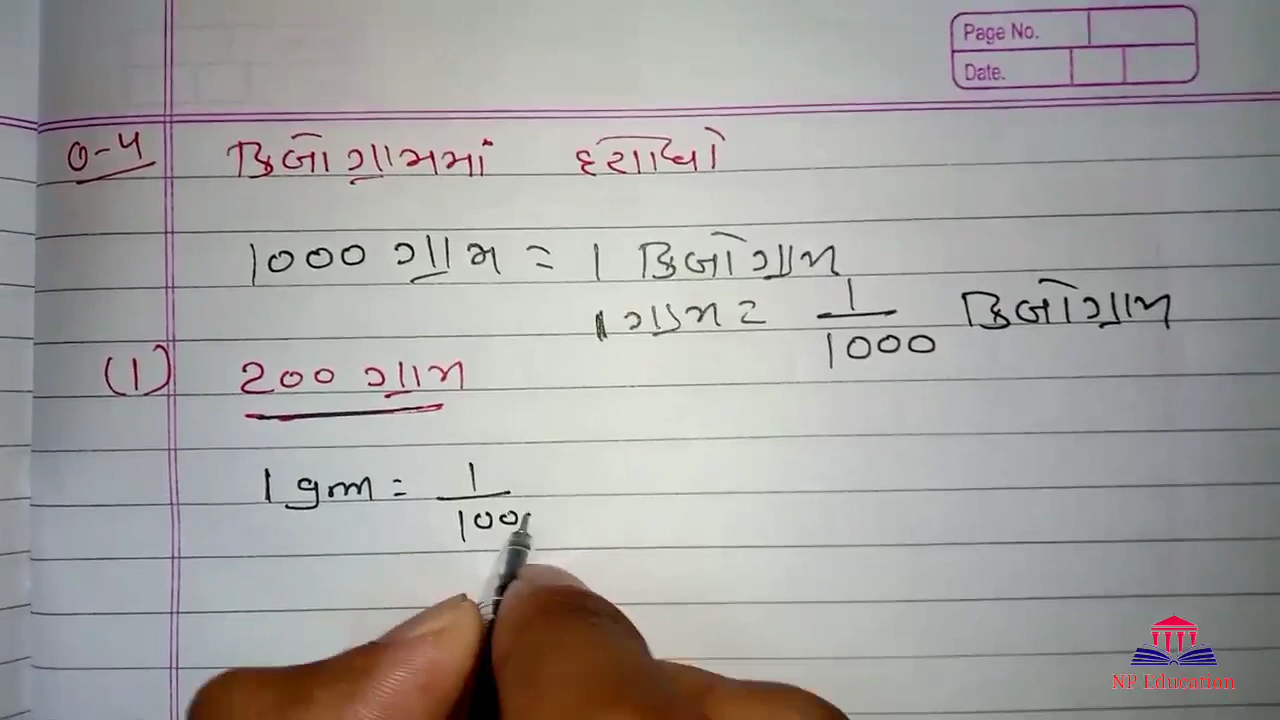 Page No.
Date.
0-4 કિલોગ્રામમાં દર્શાવો
1000 ગ્રામ = 1 કિલોગ્રામ
1 ગ્રામ = 1/1000 કિલોગ્રામ
(1) 200 ગ્રામ
1 gm = 1/100
NP Education